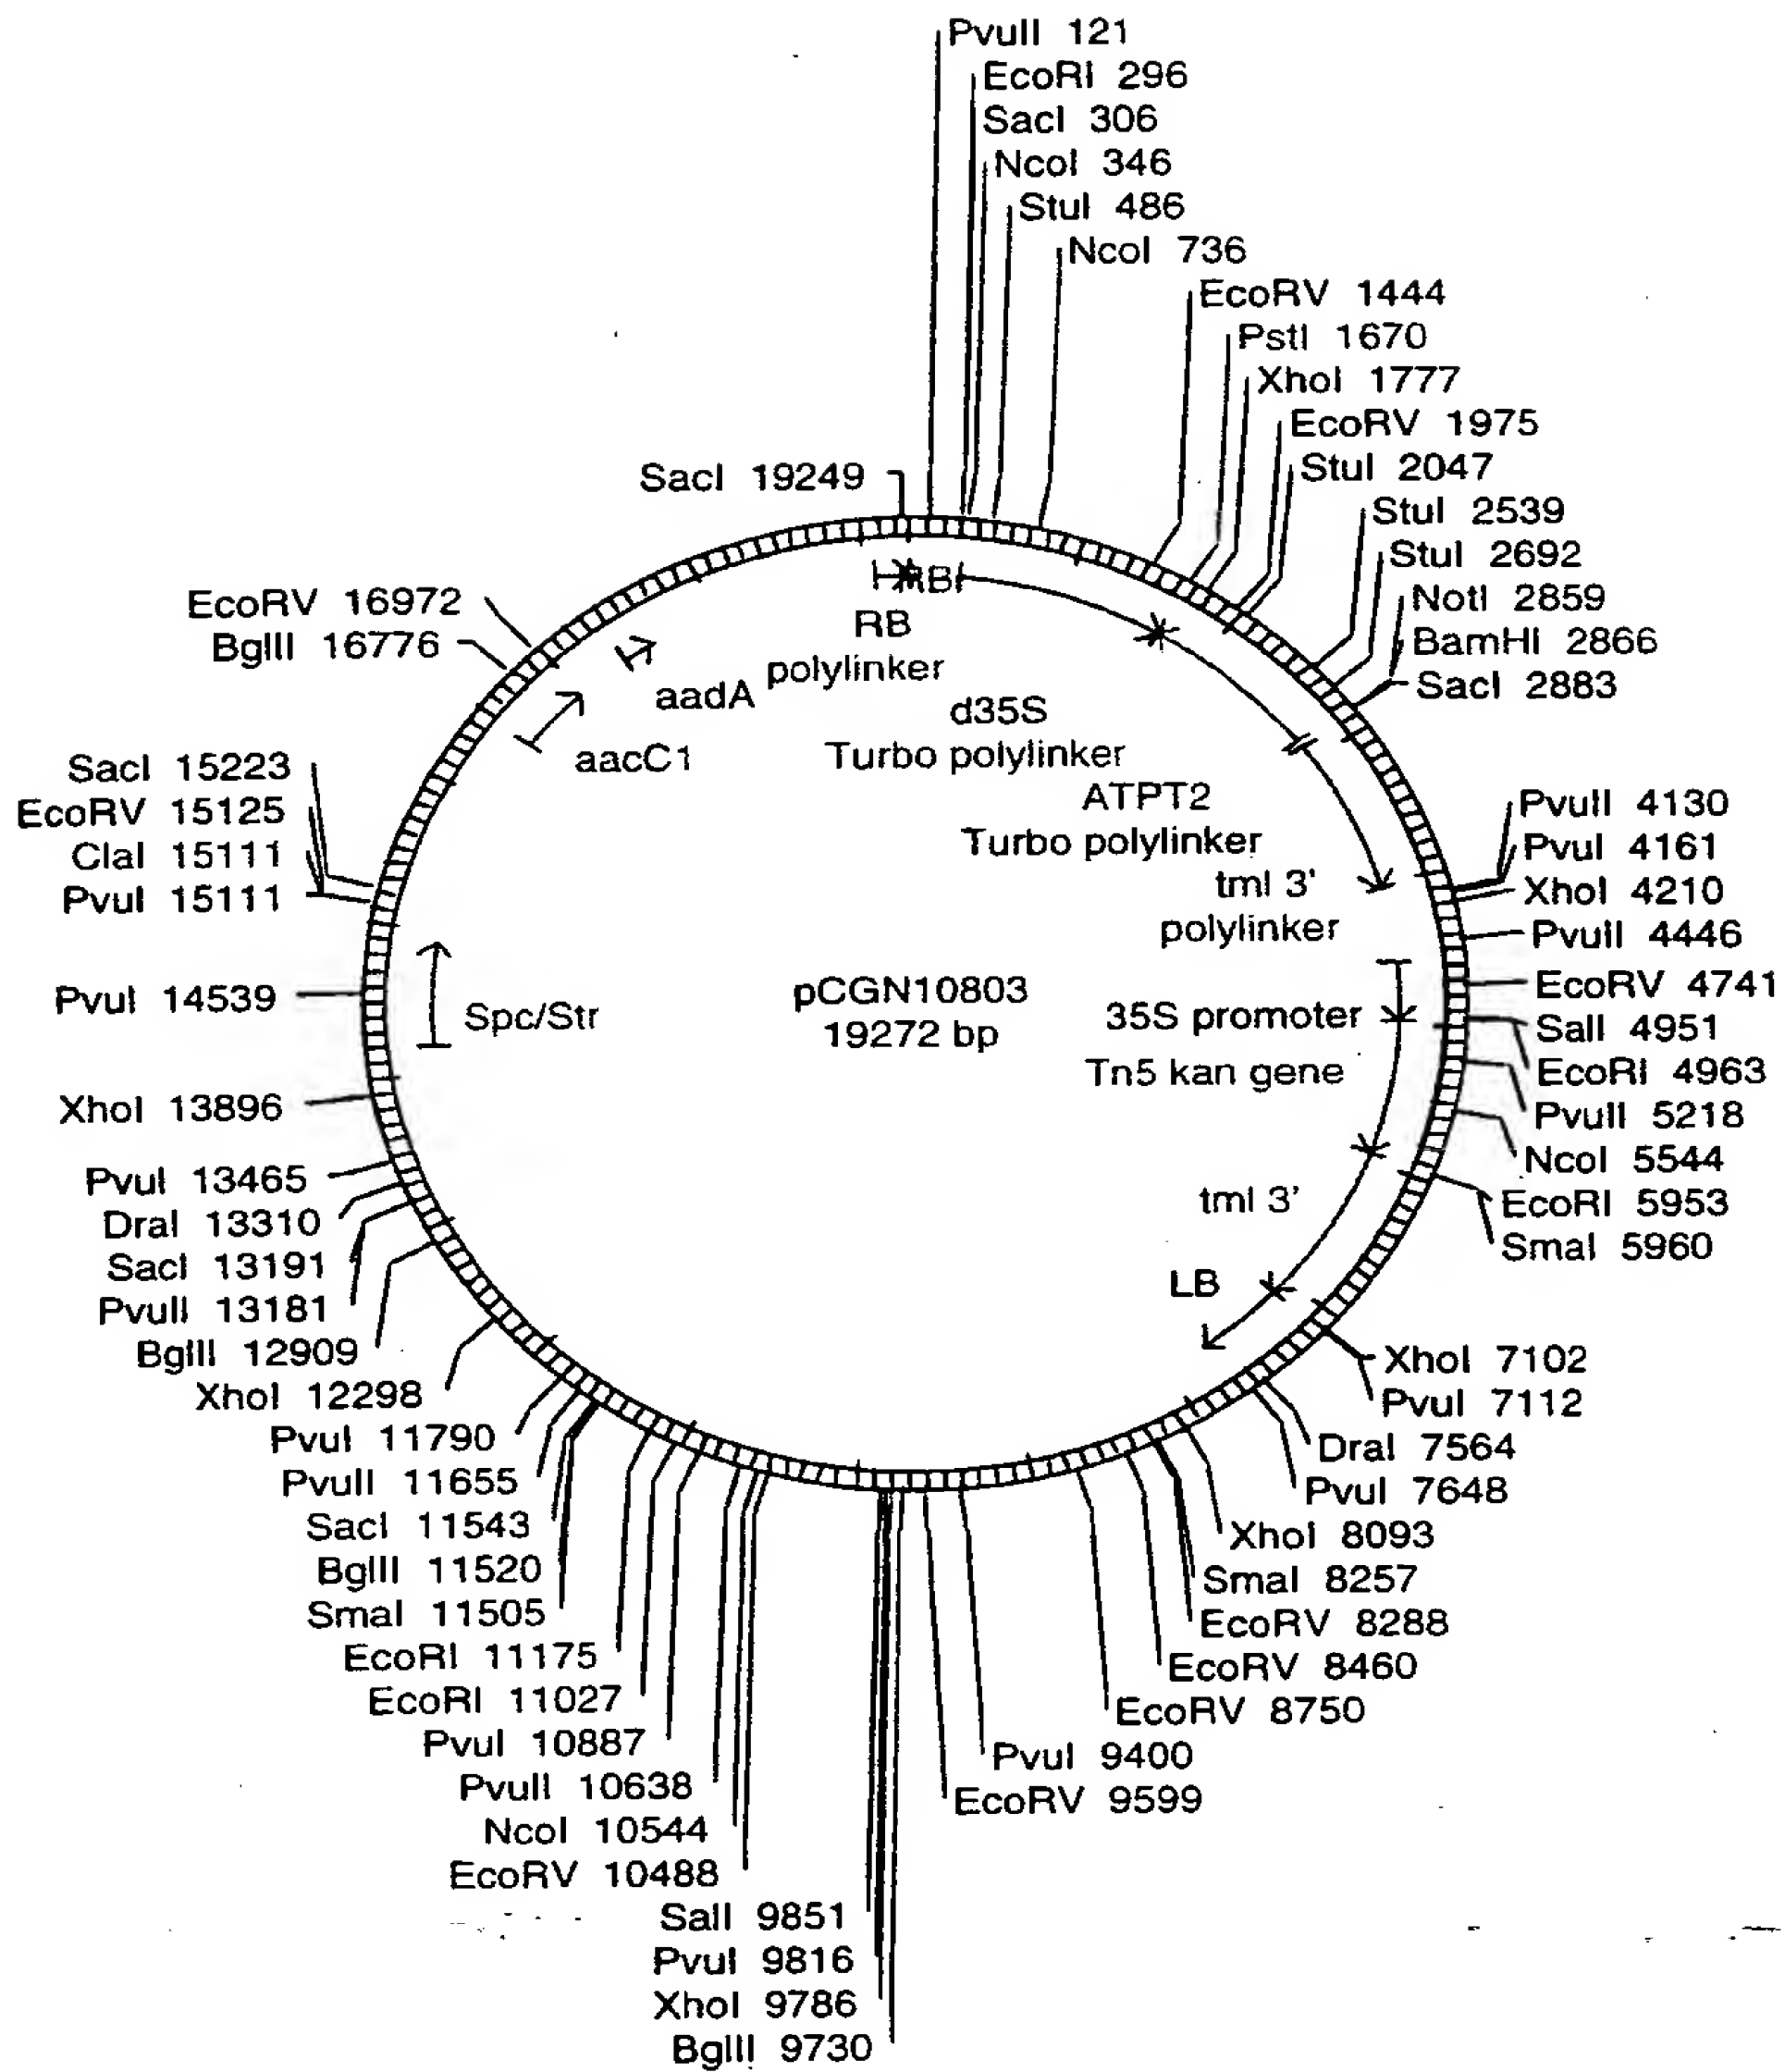 PvuII 121
EcoRI 296
SacI 306
NcoI 346
StuI 486
NcoI 736
EcoRV 1444
PstI 1670
XhoI 1777
EcoRV 1975
StuI 2047
StuI 2539
StuI 2692
NotI 2859
BamHI 2866
SacI 2883
PvuII 4130
PvuI 4161
XhoI 4210
PvuII 4446
EcoRV 4741
SalI 4951
EcoRI 4963
PvuII 5218
NcoI 5544
EcoRI 5953
SmaI 5960
XhoI 7102
PvuI 7112
DraI 7564
PvuI 7648
XhoI 8093
SmaI 8257
EcoRV 8288
EcoRV 8460
EcoRV 8750
PvuI 9400
EcoRV 9599
BglII 9730
XhoI 9786
PvuI 9816
SalI 9851
EcoRV 10488
NcoI 10544
PvuII 10638
PvuI 10887
EcoRI 11027
EcoRI 11175
SmaI 11505
BglII 11520
SacI 11543
PvuII 11655
PvuI 11790
XhoI 12298
BglII 12909
PvuII 13181
SacI 13191
DraI 13310
PvuI 13465
XhoI 13896
PvuI 14539
PvuI 15111
ClaI 15111
EcoRV 15125
SacI 15223
BglII 16776
EcoRV 16972
SacI 19249
RB
RB
polylinker
d35S
Turbo polylinker
ATPT2
Turbo polylinker
tml 3'
polylinker
35S promoter
Tn5 kan gene
tml 3'
LB
Spc/Str
aacC1
aadA
pCGN10803
19272 bp